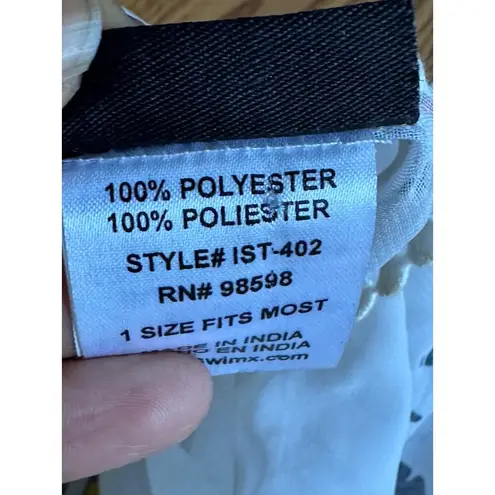 100% POLYESTER
100% POLIESTER
STYLE# IST-402
RN# 98598
1 SIZE FITS MOST
IN INDIA
EN INDIA